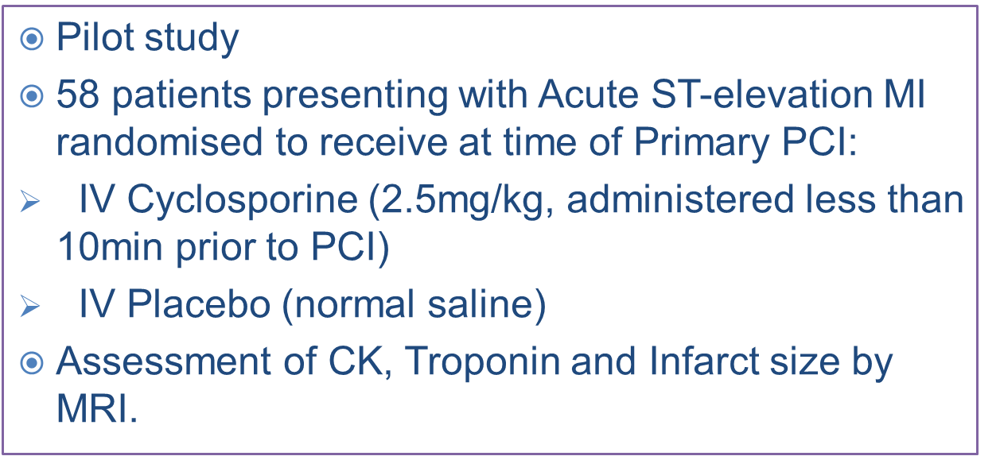 Pilot study
58 patients presenting with Acute ST-elevation MI
randomised to receive at time of Primary PCI:
IV Cyclosporine (2.5mg/kg, administered less than
10min prior to PCI)
IV Placebo (normal saline)
Assessment of CK, Troponin and Infarct size by
MRI.